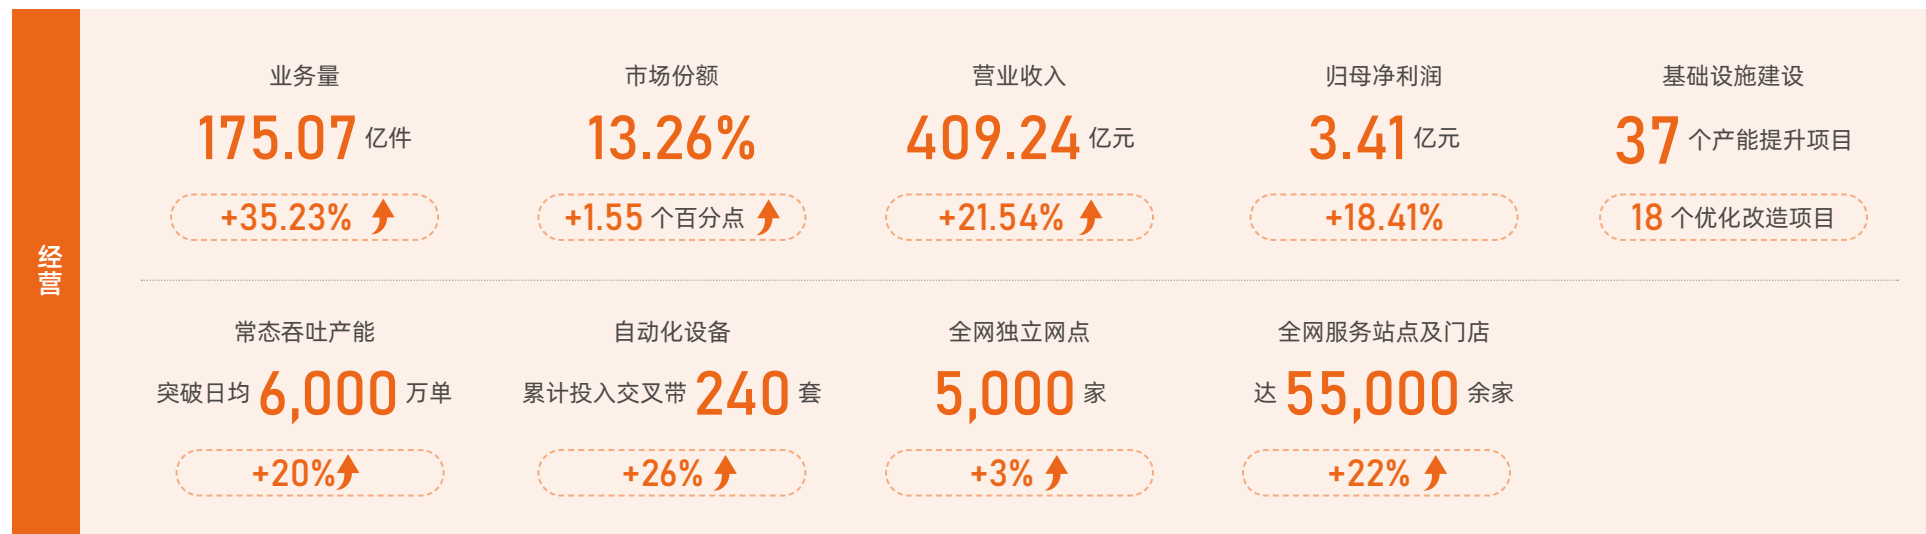 经营
业务量
175.07 亿件
+35.23%
市场份额
13.26%
+1.55 个百分点
营业收入
409.24 亿元
+21.54%
归母净利润
3.41 亿元
+18.41%
基础设施建设
37 个产能提升项目
18 个优化改造项目
常态吞吐产能
突破日均 6,000 万单
+20%
自动化设备
累计投入交叉带 240 套
+26%
全网独立网点
5,000 家
+3%
全网服务站点及门店
达 55,000 余家
+22%